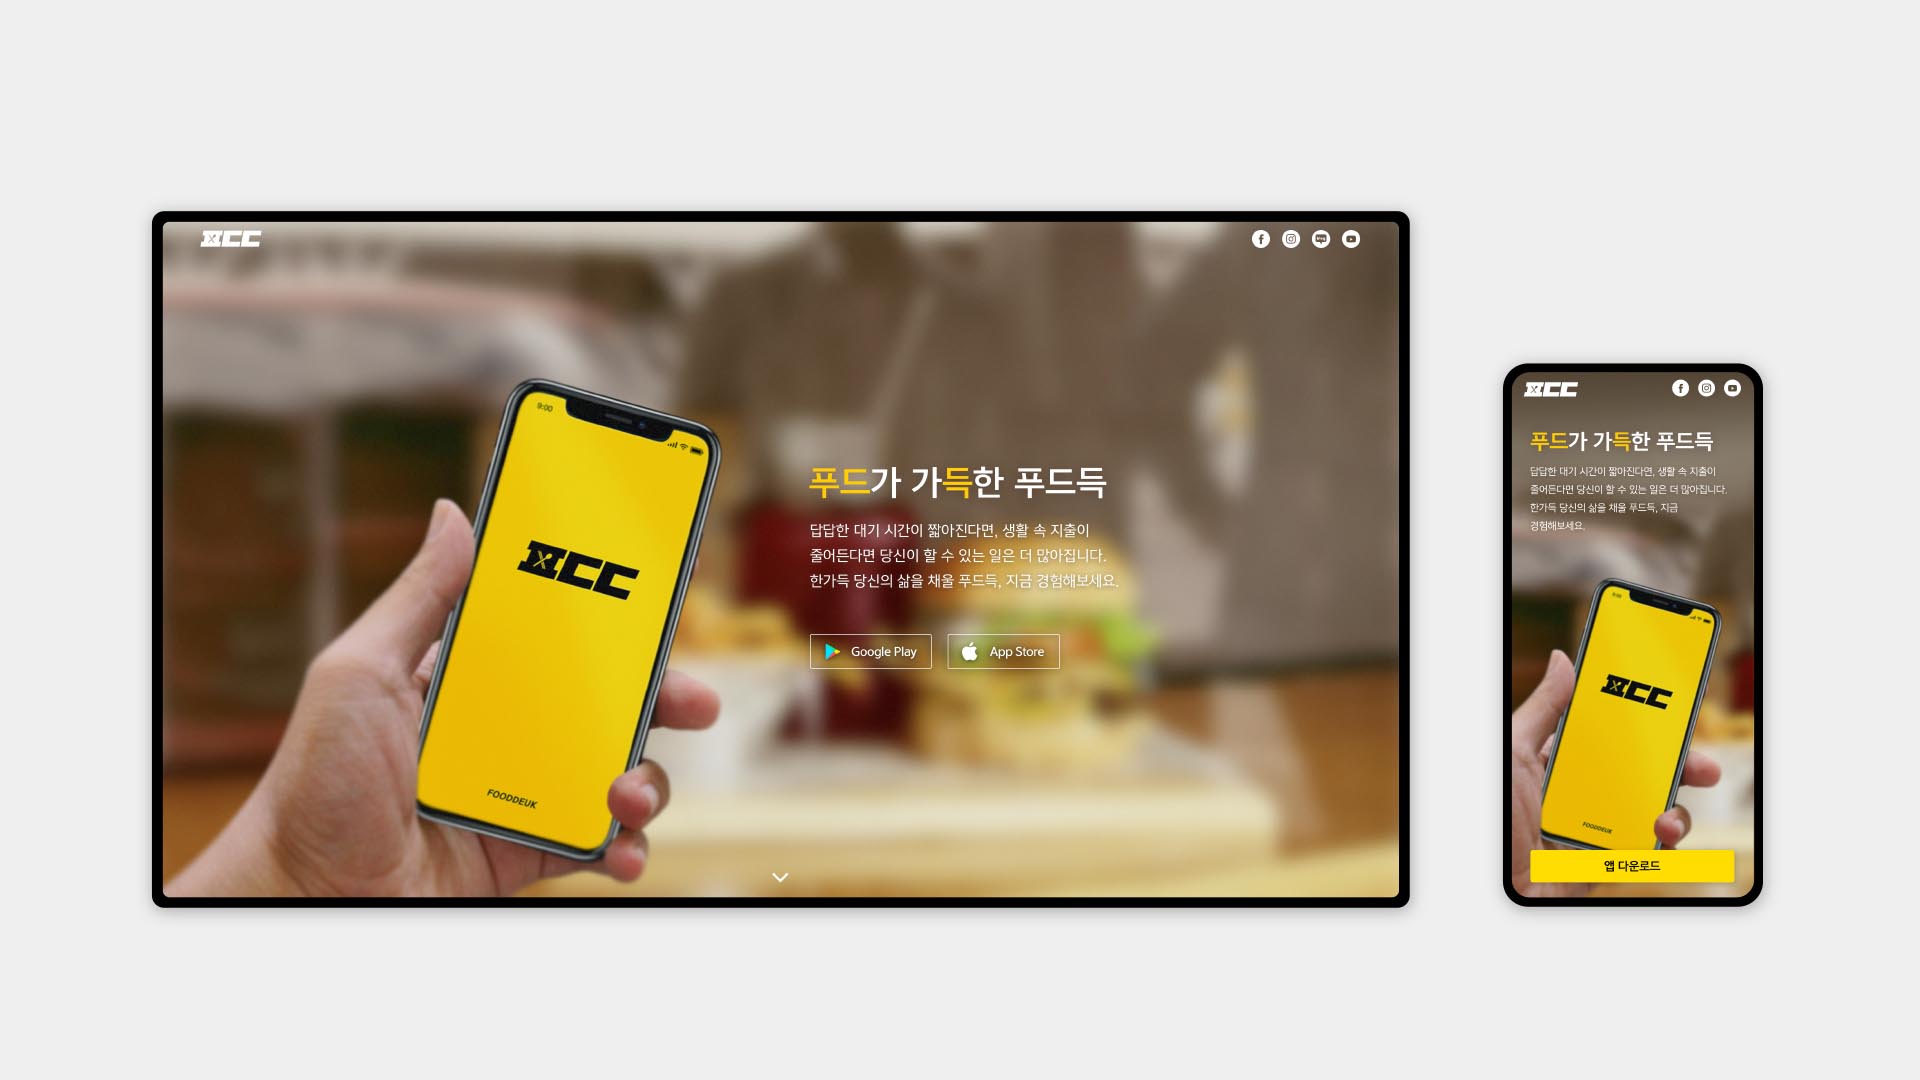 ㅍㄷㄷ
푸드가 가득한 푸드득
답답한 대기 시간이 짧아진다면, 생활 속 지출이
줄어든다면 당신이 할 수 있는 일은 더 많아집니다.
한가득 당신의 삶을 채울 푸드득, 지금 경험해보세요.
Google Play
App Store
9:00
ㅍㄷㄷ
FOODDEUK
ㅍㄷㄷ
푸드가 가득한 푸드득
답답한 대기 시간이 짧아진다면, 생활 속 지출이
줄어든다면 당신이 할 수 있는 일은 더 많아집니다.
한가득 당신의 삶을 채울 푸드득, 지금
경험해보세요.
9:00
ㅍㄷㄷ
FOODDEUK
앱 다운로드